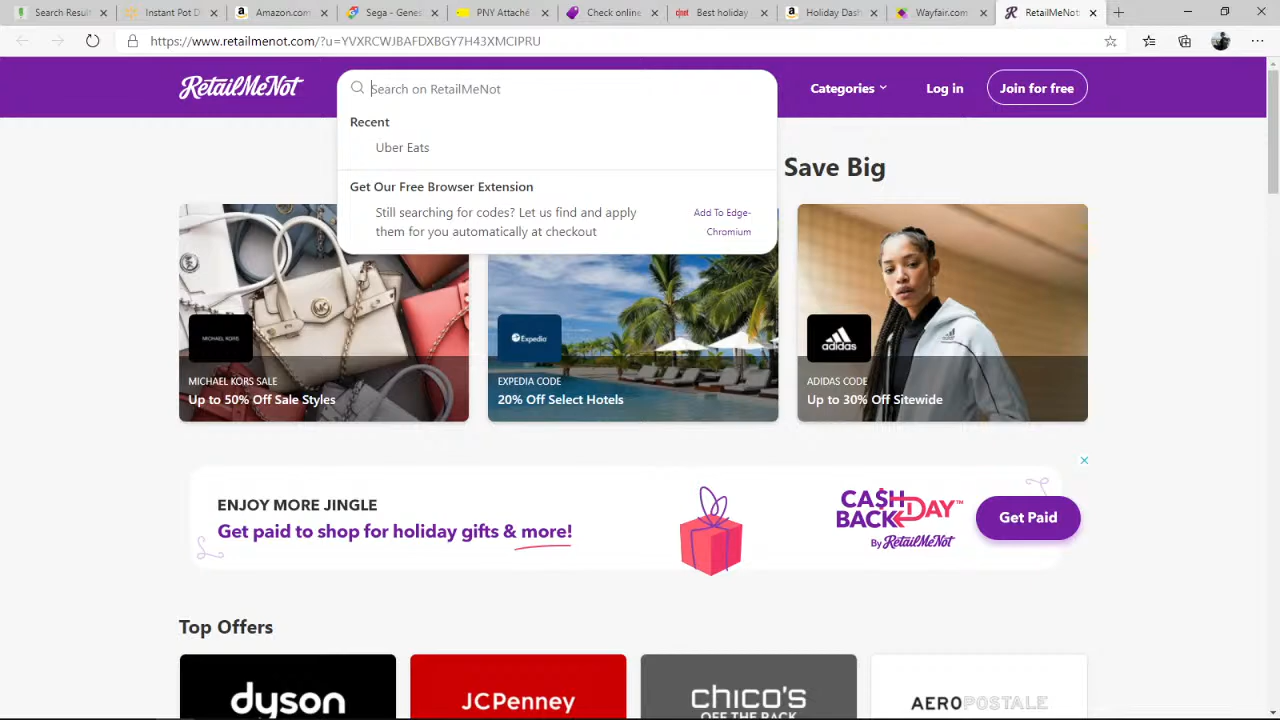 Search Result
Instant Pot D
Amazon.com
Sega - Genes
PNY Attaché
Check online
Best holiday
Holiday Dash
Wayfair.com
RetailMeNot
https://www.retailmenot.com/?u=YVXRCWJBAFDXBGY7H43XMCIPRU
RetailMeNot
Search on RetailMeNot
Categories
Log in
Join for free
Recent
Uber Eats
Get Our Free Browser Extension
Still searching for codes? Let us find and apply
them for you automatically at checkout
Add To Edge-
Chromium
Save Big
MICHAEL KORS
MICHAEL KORS SALE
Up to 50% Off Sale Styles
Expedia
EXPEDIA CODE
20% Off Select Hotels
adidas
ADIDAS CODE
Up to 30% Off Sitewide
ENJOY MORE JINGLE
Get paid to shop for holiday gifts & more!
CA$H
BACK DAY™
By RetailMeNot
Get Paid
Top Offers
dyson
JCPenney
chico's
OFF THE RACK
AEROPOSTALE